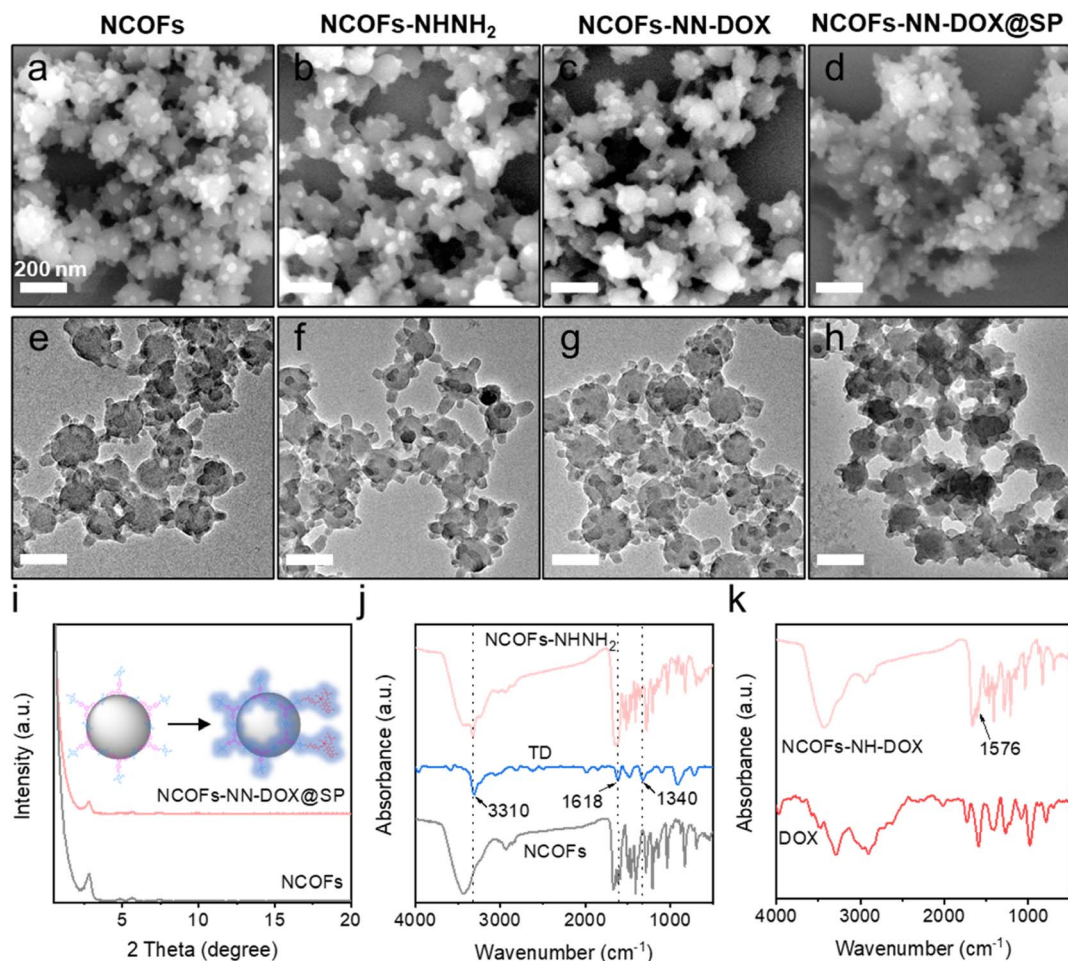 NCOFs
NCOFs-NHNH₂
NCOFs-NN-DOX
NCOFs-NN-DOX@SP
a
b
c
d
200 nm
e
f
g
h
i
Intensity (a.u.)
NCOFs-NN-DOX@SP
NCOFs
5
10
15
20
2 Theta (degree)
j
Absorbance (a.u.)
NCOFs-NHNH₂
TD
3310
1618
1340
NCOFs
4000
3000
2000
1000
Wavenumber (cm⁻¹)
k
Absorbance (a.u.)
NCOFs-NH-DOX
1576
DOX
4000
3000
2000
1000
Wavenumber (cm⁻¹)